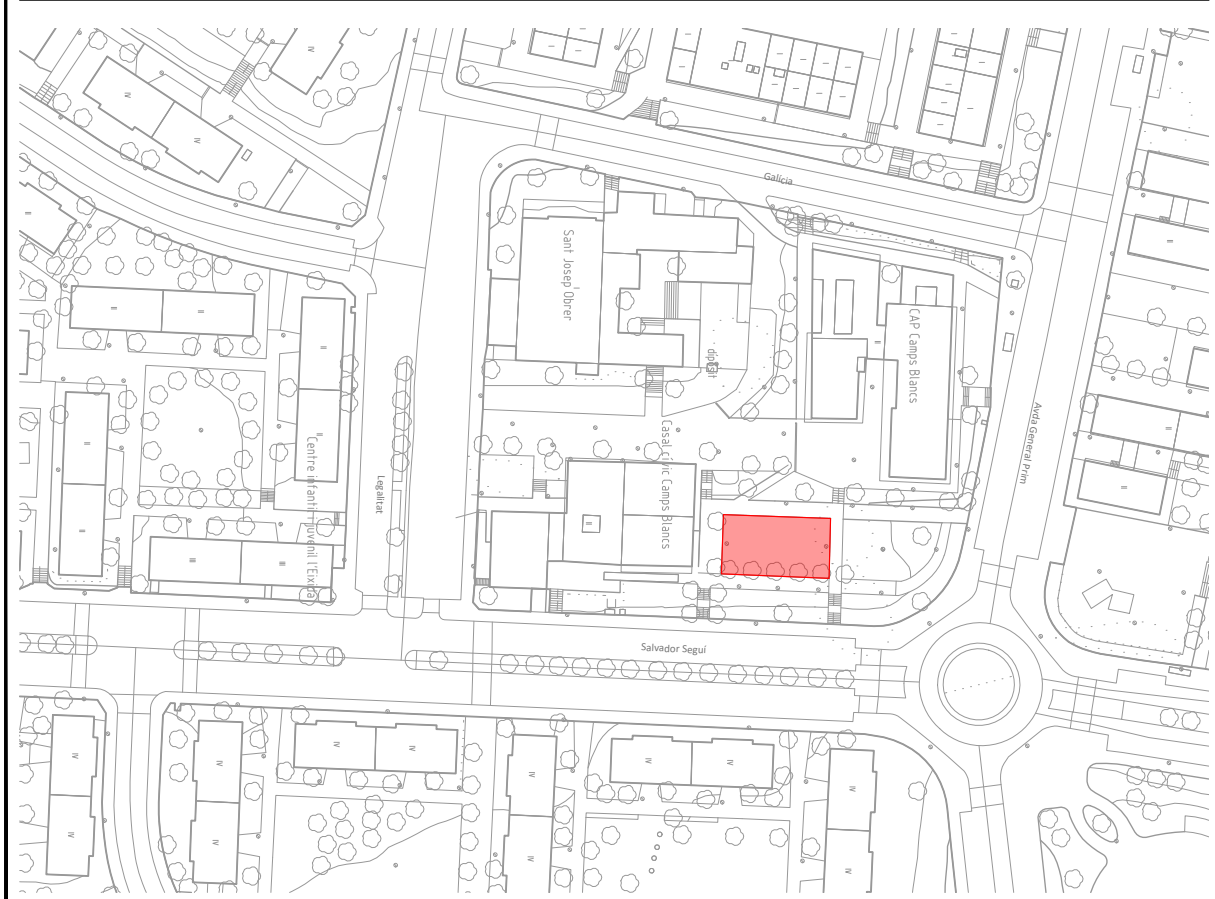 Galícia
Sant Josep Obrer
dipòsit
CAP Camps Blancs
Avda General Prim
Casal cívic Camps Blancs
Centre infantil i juvenil l'Eixida
Legalitat
Salvador Seguí